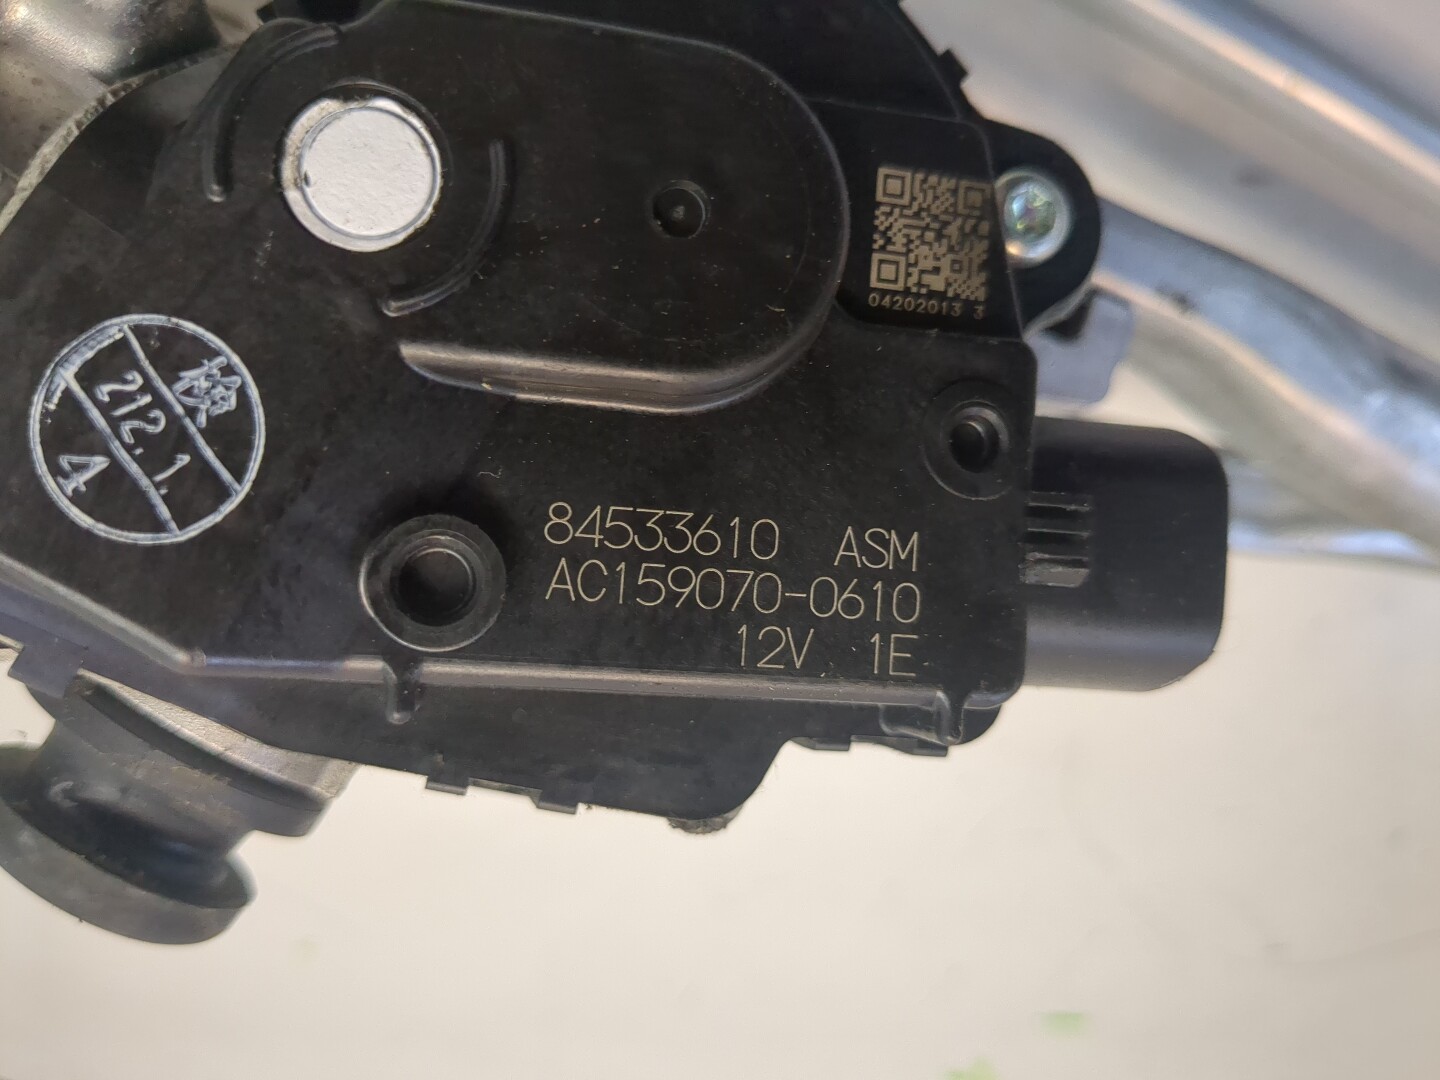 04202013 3
検
212.1.
4
84533610 ASM
AC159070-0610
12V 1E